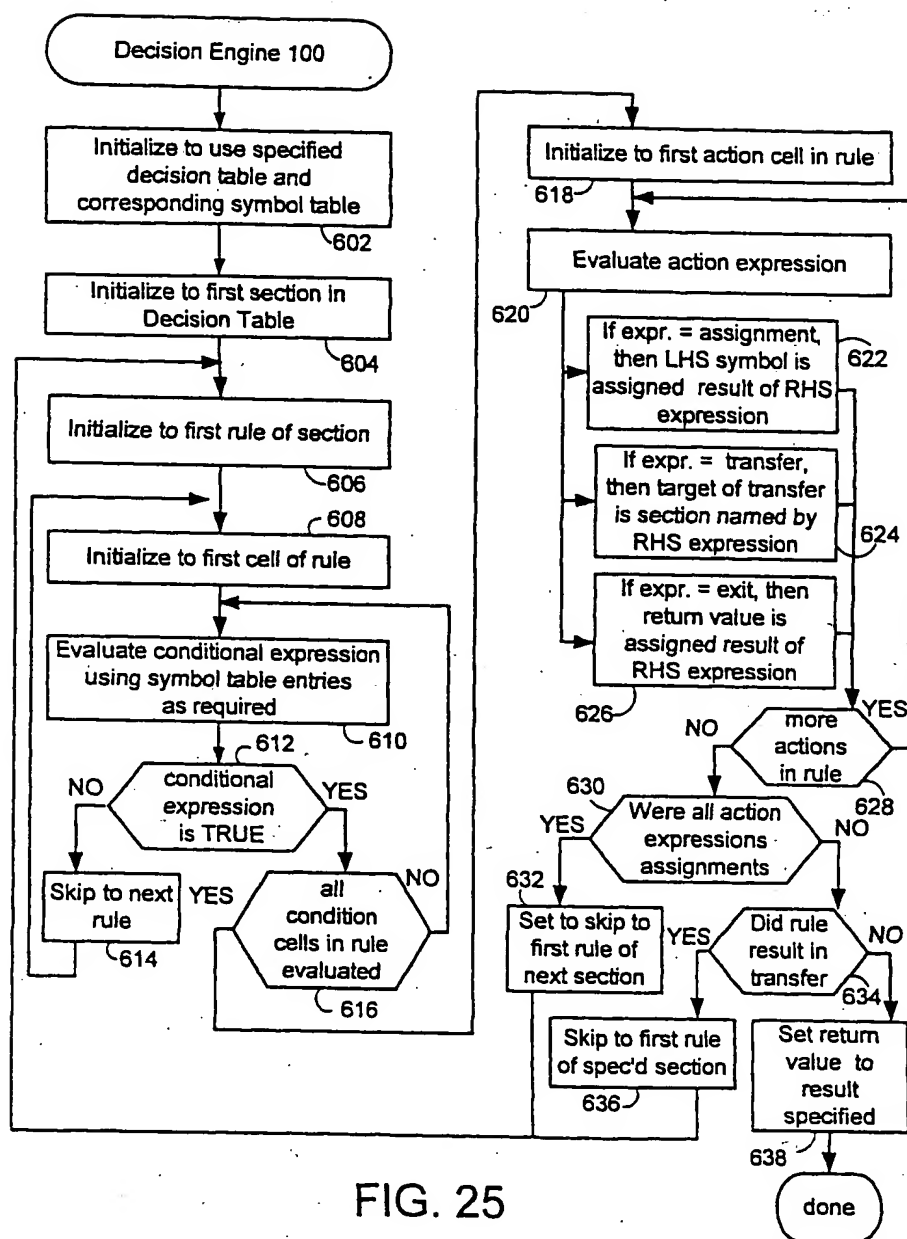 Decision Engine 100
Initialize to use specified
decision table and
corresponding symbol table
602
Initialize to first section in
Decision Table
604
Initialize to first rule of section
606
608
Initialize to first cell of rule
Evaluate conditional expression
using symbol table entries
as required
610
612
NO
conditional
expression
is TRUE
YES
Skip to next
rule
614
YES
all
condition
cells in rule
evaluated
NO
616
Initialize to first action cell in rule
618
Evaluate action expression
620
If expr. = assignment,
then LHS symbol is
assigned result of RHS
expression
622
If expr. = transfer,
then target of transfer
is section named by
RHS expression
624
If expr. = exit, then
return value is
assigned result of
RHS expression
626
NO
more
actions
in rule
YES
628
630
YES
Were all action
expressions
assignments
NO
632
Set to skip to
first rule of
next section
YES
Did rule
result in
transfer
NO
634
Skip to first rule
of spec'd section
636
Set return
value to
result
specified
638
done
FIG. 25